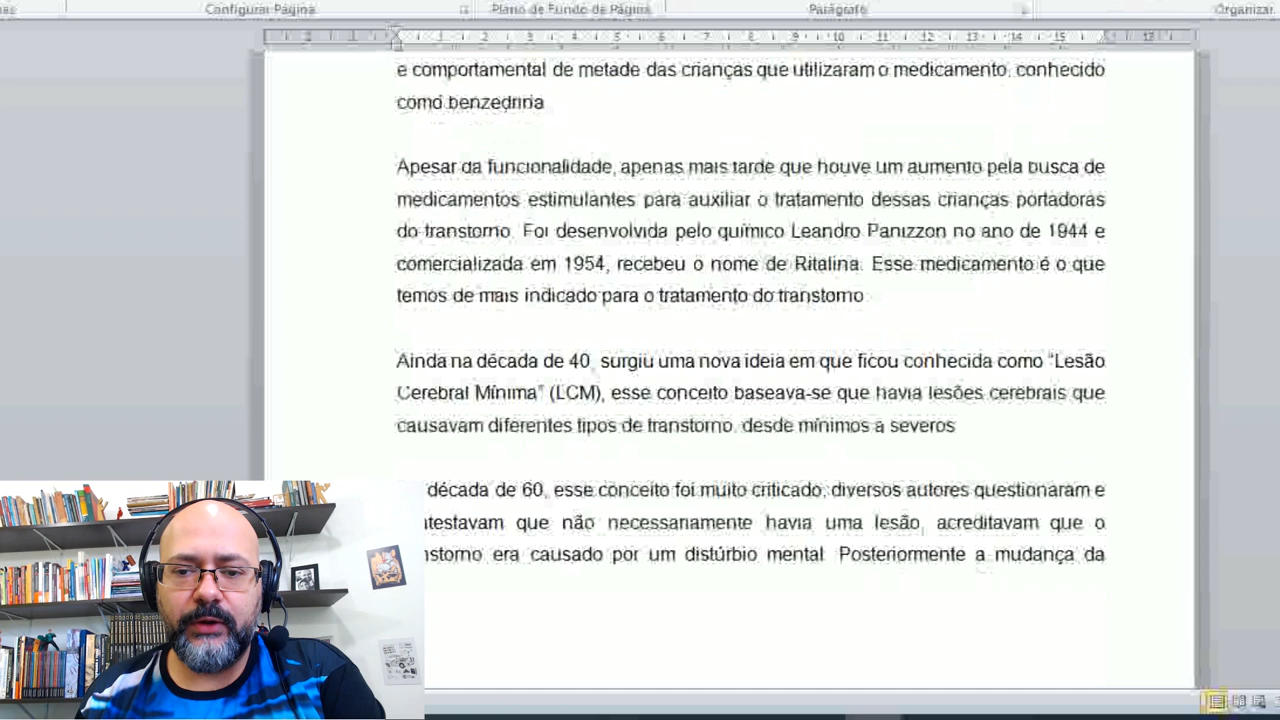 Configurar Página
Plano de Fundo da Página
Parágrafo
Organizar
e comportamental de metade das crianças que utilizaram o medicamento, conhecido
como benzedrina
Apesar da funcionalidade, apenas mais tarde que houve um aumento pela busca de
medicamentos estimulantes para auxiliar o tratamento dessas crianças portadoras
do transtorno. Foi desenvolvida pelo químico Leandro Panizzon no ano de 1944 e
comercializada em 1954, recebeu o nome de Ritalina. Esse medicamento é o que
temos de mais indicado para o tratamento do transtorno
Ainda na década de 40, surgiu uma nova ideia em que ficou conhecida como “Lesão
Cerebral Mínima” (LCM), esse conceito baseava-se que havia lesões cerebrais que
causavam diferentes tipos de transtorno, desde mínimos a severos
década de 60, esse conceito foi muito criticado, diversos autores questionaram e
testavam que não necessariamente havia uma lesão, acreditavam que o
nstorno era causado por um distúrbio mental. Posteriormente a mudança da